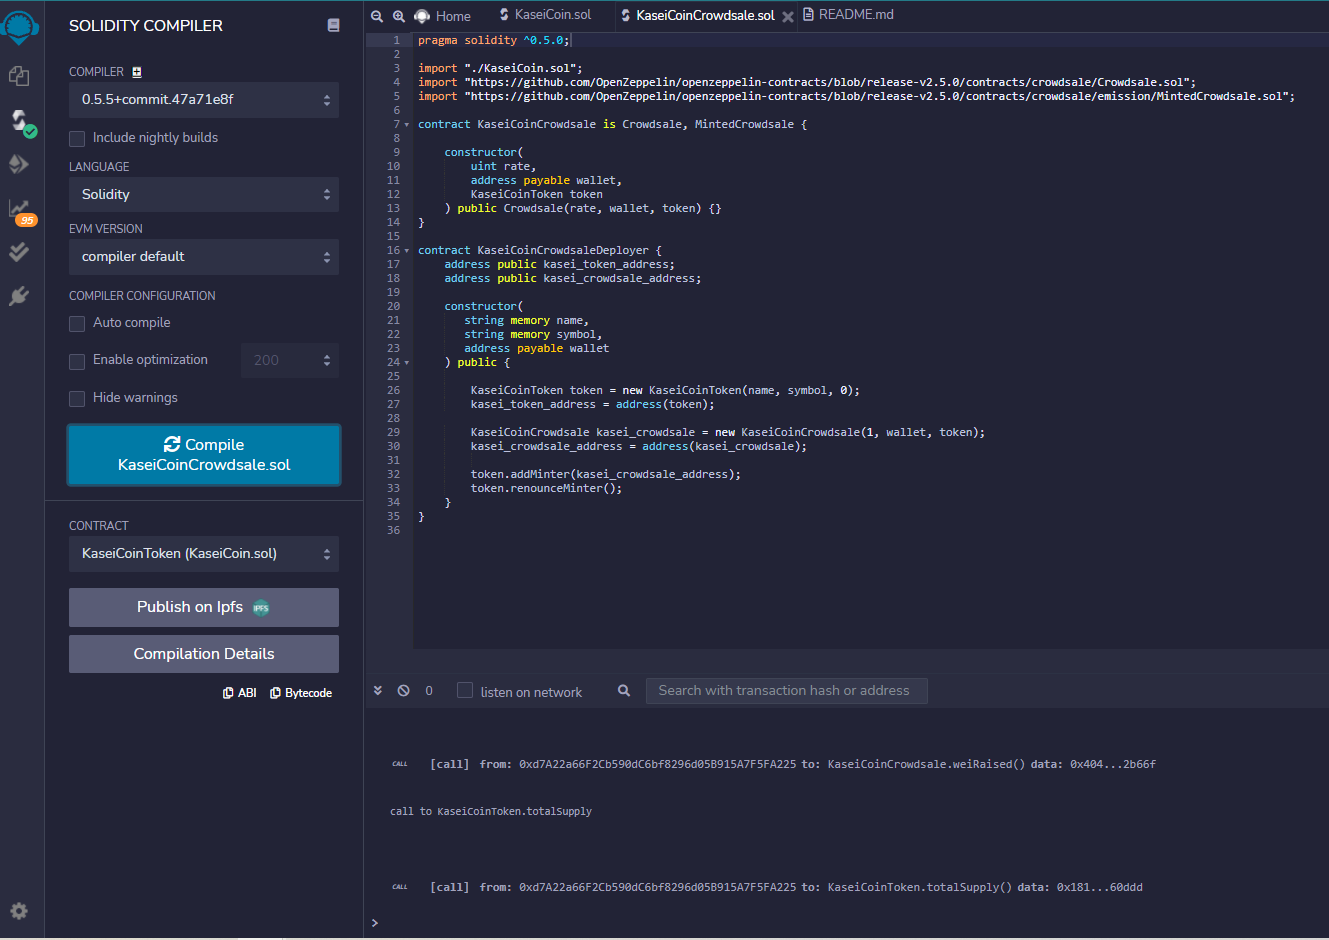 SOLIDITY COMPILER
COMPILER
0.5.5+commit.47a71e8f
Include nightly builds
LANGUAGE
Solidity
EVM VERSION
compiler default
COMPILER CONFIGURATION
Auto compile
Enable optimization
200
Hide warnings
Compile
KaseiCoinCrowdsale.sol
CONTRACT
KaseiCoinToken (KaseiCoin.sol)
Publish on Ipfs IPFS
Compilation Details
ABI Bytecode
95
Home KaseiCoin.sol KaseiCoinCrowdsale.sol README.md
1 pragma solidity ^0.5.0;
2
3 import "./KaseiCoin.sol";
4 import "https://github.com/OpenZeppelin/openzeppelin-contracts/blob/release-v2.5.0/contracts/crowdsale/Crowdsale.sol";
5 import "https://github.com/OpenZeppelin/openzeppelin-contracts/blob/release-v2.5.0/contracts/crowdsale/emission/MintedCrowdsale.sol";
6
7 contract KaseiCoinCrowdsale is Crowdsale, MintedCrowdsale {
8
9 constructor(
10 uint rate,
11 address payable wallet,
12 KaseiCoinToken token
13 ) public Crowdsale(rate, wallet, token) {}
14 }
15
16 contract KaseiCoinCrowdsaleDeployer {
17 address public kasei_token_address;
18 address public kasei_crowdsale_address;
19
20 constructor(
21 string memory name,
22 string memory symbol,
23 address payable wallet
24 ) public {
25
26 KaseiCoinToken token = new KaseiCoinToken(name, symbol, 0);
27 kasei_token_address = address(token);
28
29 KaseiCoinCrowdsale kasei_crowdsale = new KaseiCoinCrowdsale(1, wallet, token);
30 kasei_crowdsale_address = address(kasei_crowdsale);
31
32 token.addMinter(kasei_crowdsale_address);
33 token.renounceMinter();
34 }
35 }
36
0 listen on network Search with transaction hash or address
CALL [call] from: 0xd7A22a66F2Cb590dC6bf8296d05B915A7F5FA225 to: KaseiCoinCrowdsale.weiRaised() data: 0x404...2b66f
call to KaseiCoinToken.totalSupply
CALL [call] from: 0xd7A22a66F2Cb590dC6bf8296d05B915A7F5FA225 to: KaseiCoinToken.totalSupply() data: 0x181...60ddd
>